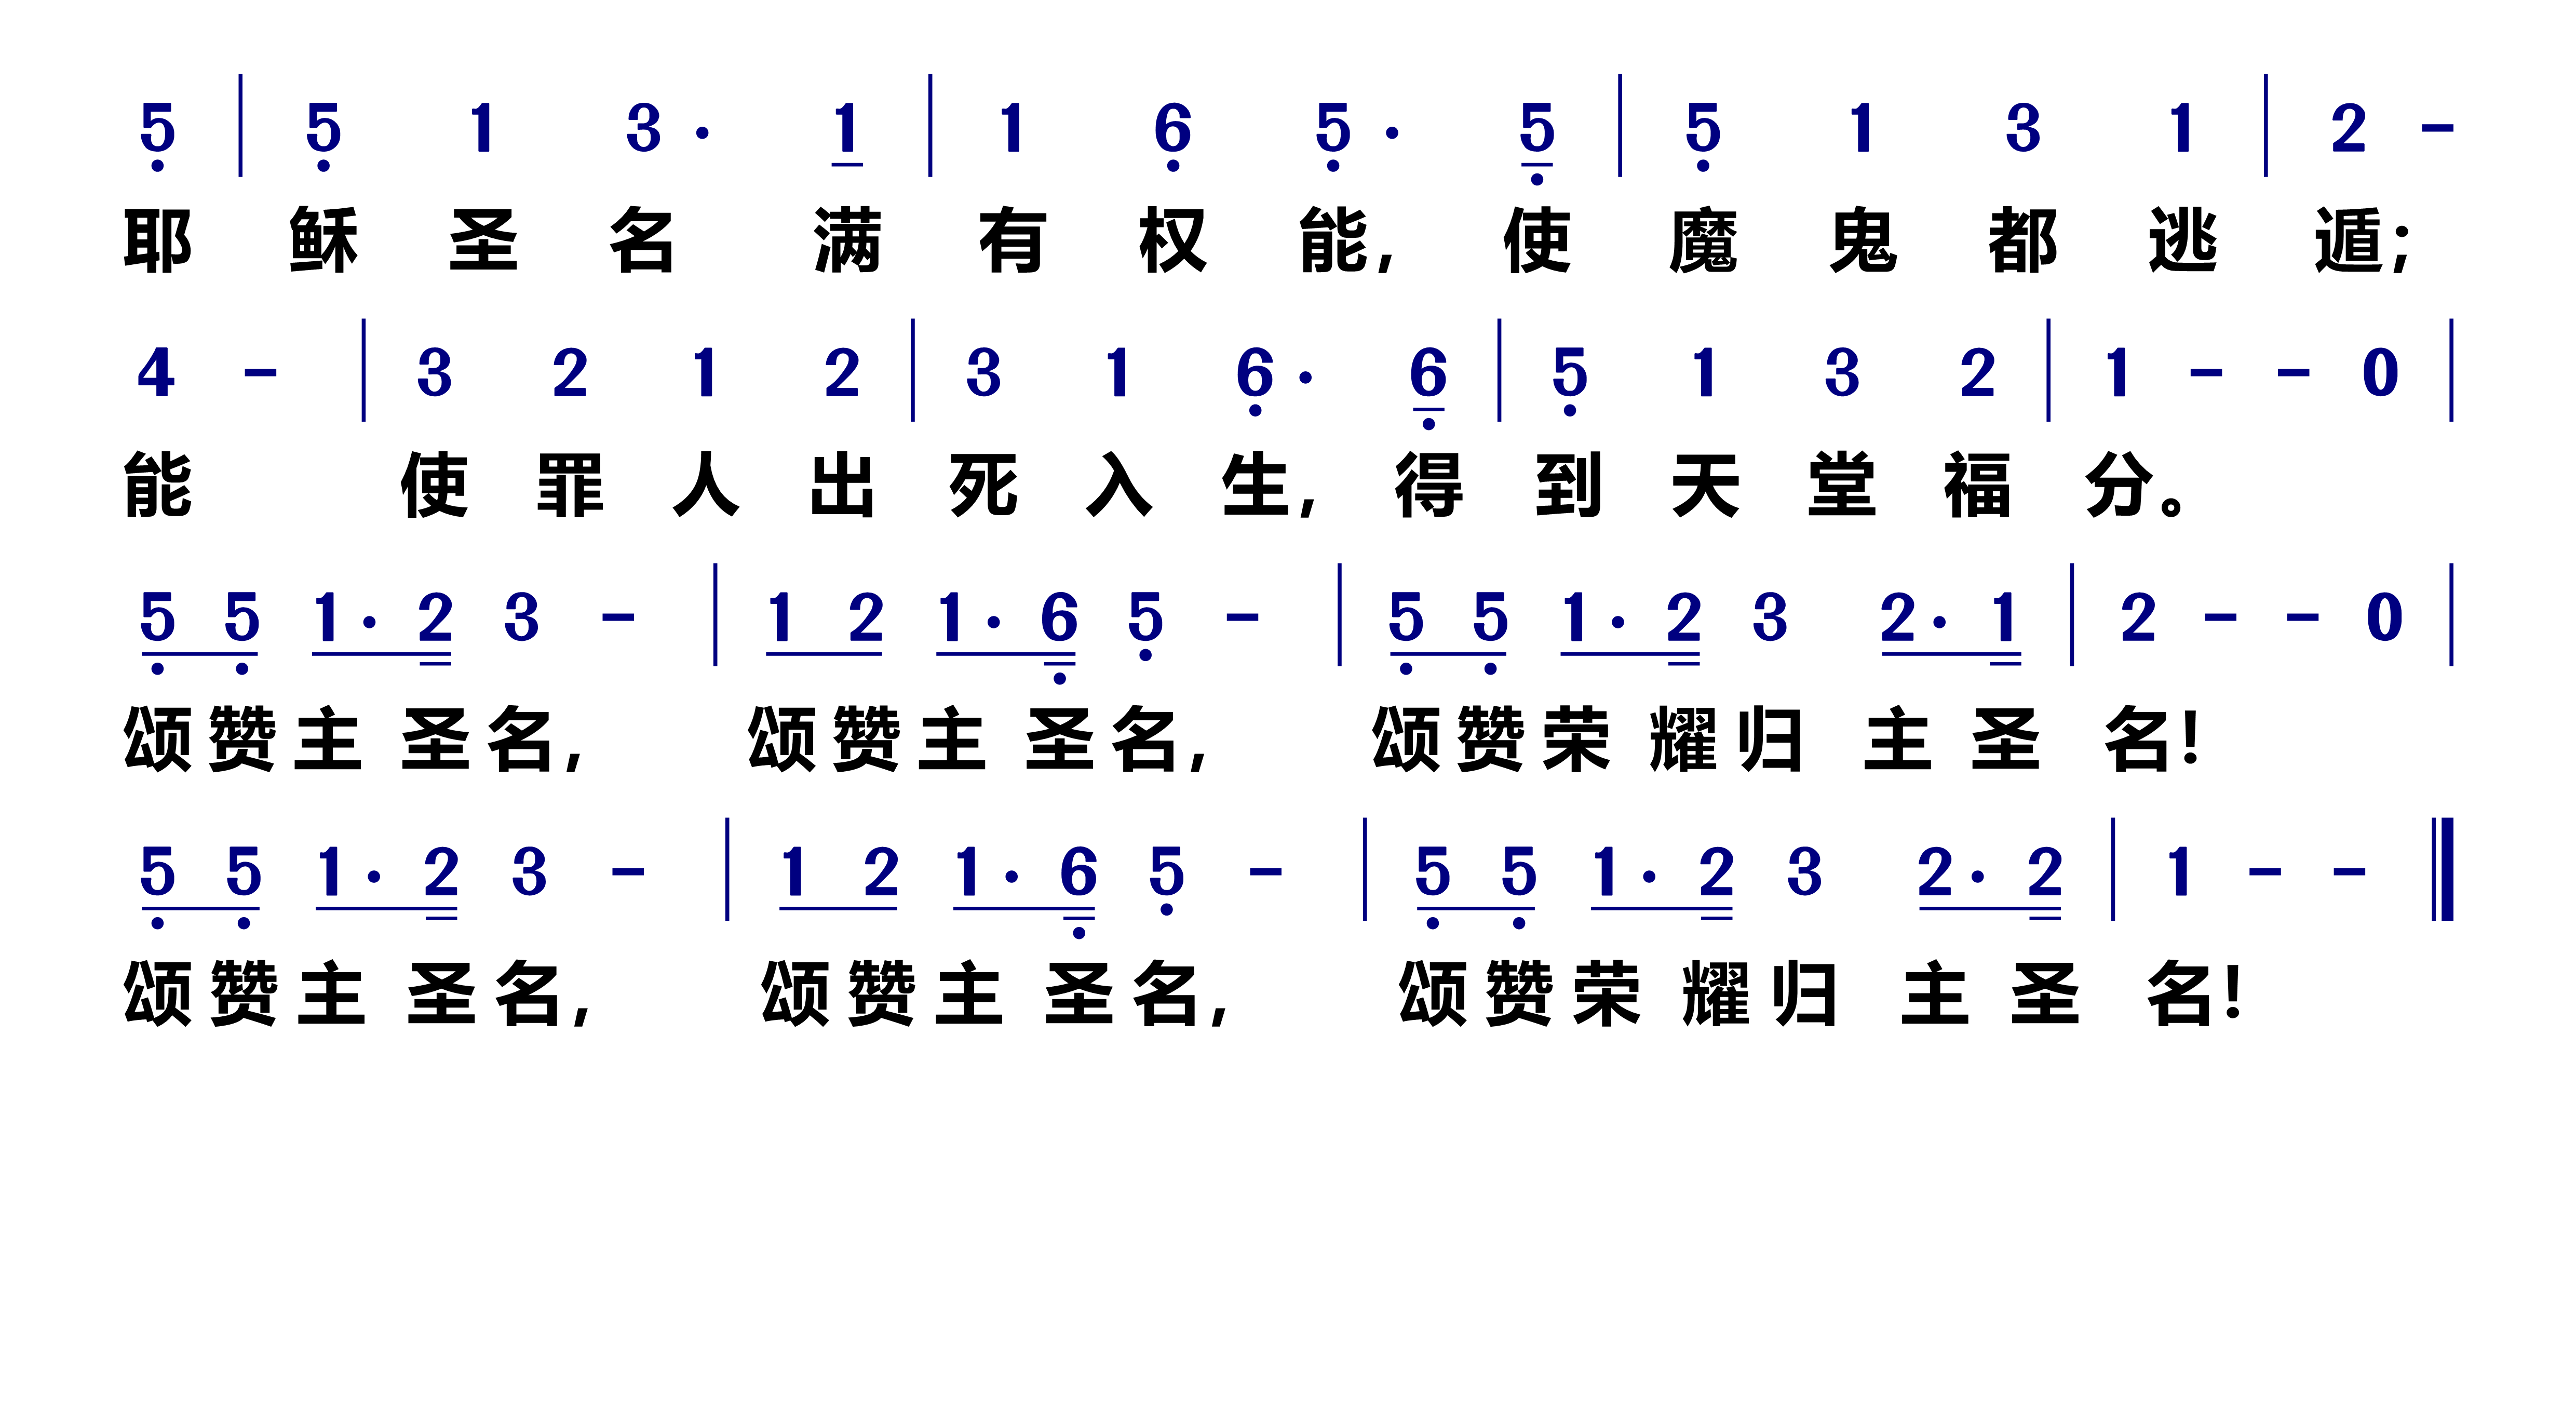 5 | 5 1 3 · 1 | 1 6 5 · 5 | 5 1 3 1 | 2 –
耶 稣 圣 名 满 有 权 能, 使 魔 鬼 都 逃 遁;
4 – | 3 2 1 2 | 3 1 6 · 6 | 5 1 3 2 | 1 – – 0 |
能 使 罪 人 出 死 入 生, 得 到 天 堂 福 分。
5 5 1 · 2 3 – | 1 2 1 · 6 5 – | 5 5 1 · 2 3 2 · 1 | 2 – – 0 |
颂 赞 主 圣 名, 颂 赞 主 圣 名, 颂 赞 荣 耀 归 主 圣 名!
5 5 1 · 2 3 – | 1 2 1 · 6 5 – | 5 5 1 · 2 3 2 · 2 | 1 – – ‖
颂 赞 主 圣 名, 颂 赞 主 圣 名, 颂 赞 荣 耀 归 主 圣 名!